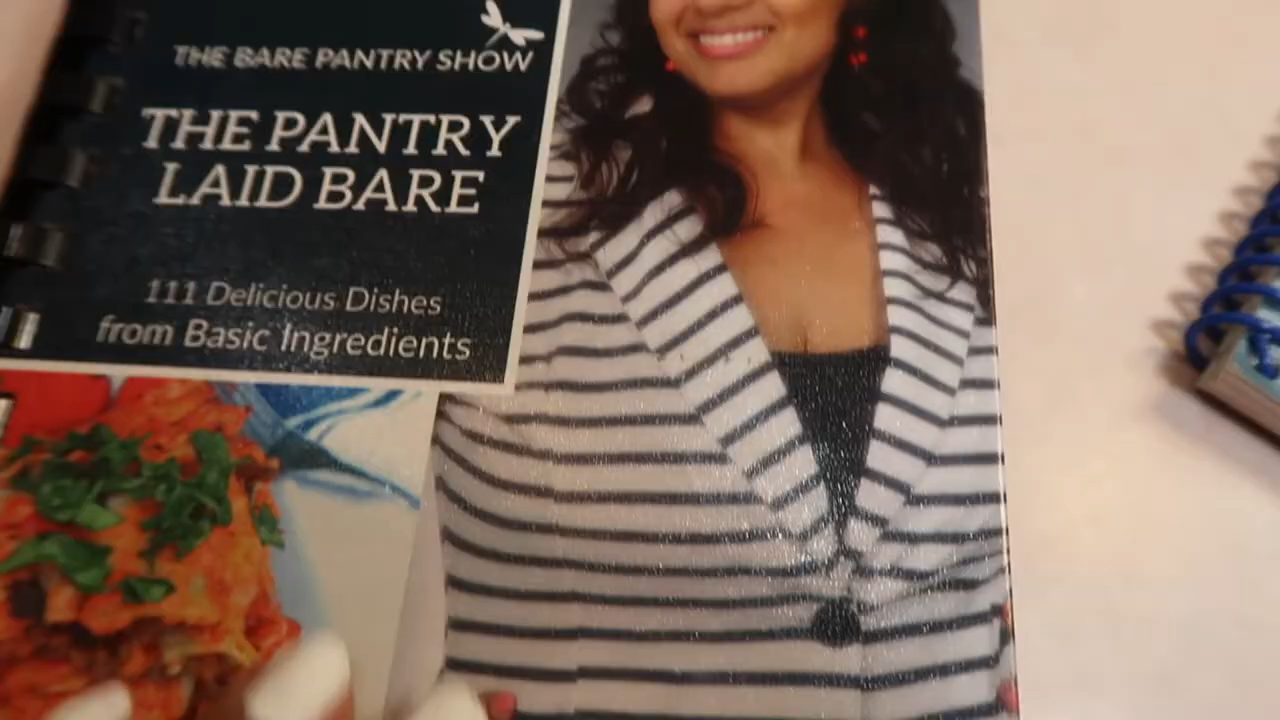 THE BARE PANTRY SHOW
THE PANTRY
LAID BARE
111 Delicious Dishes
from Basic Ingredients